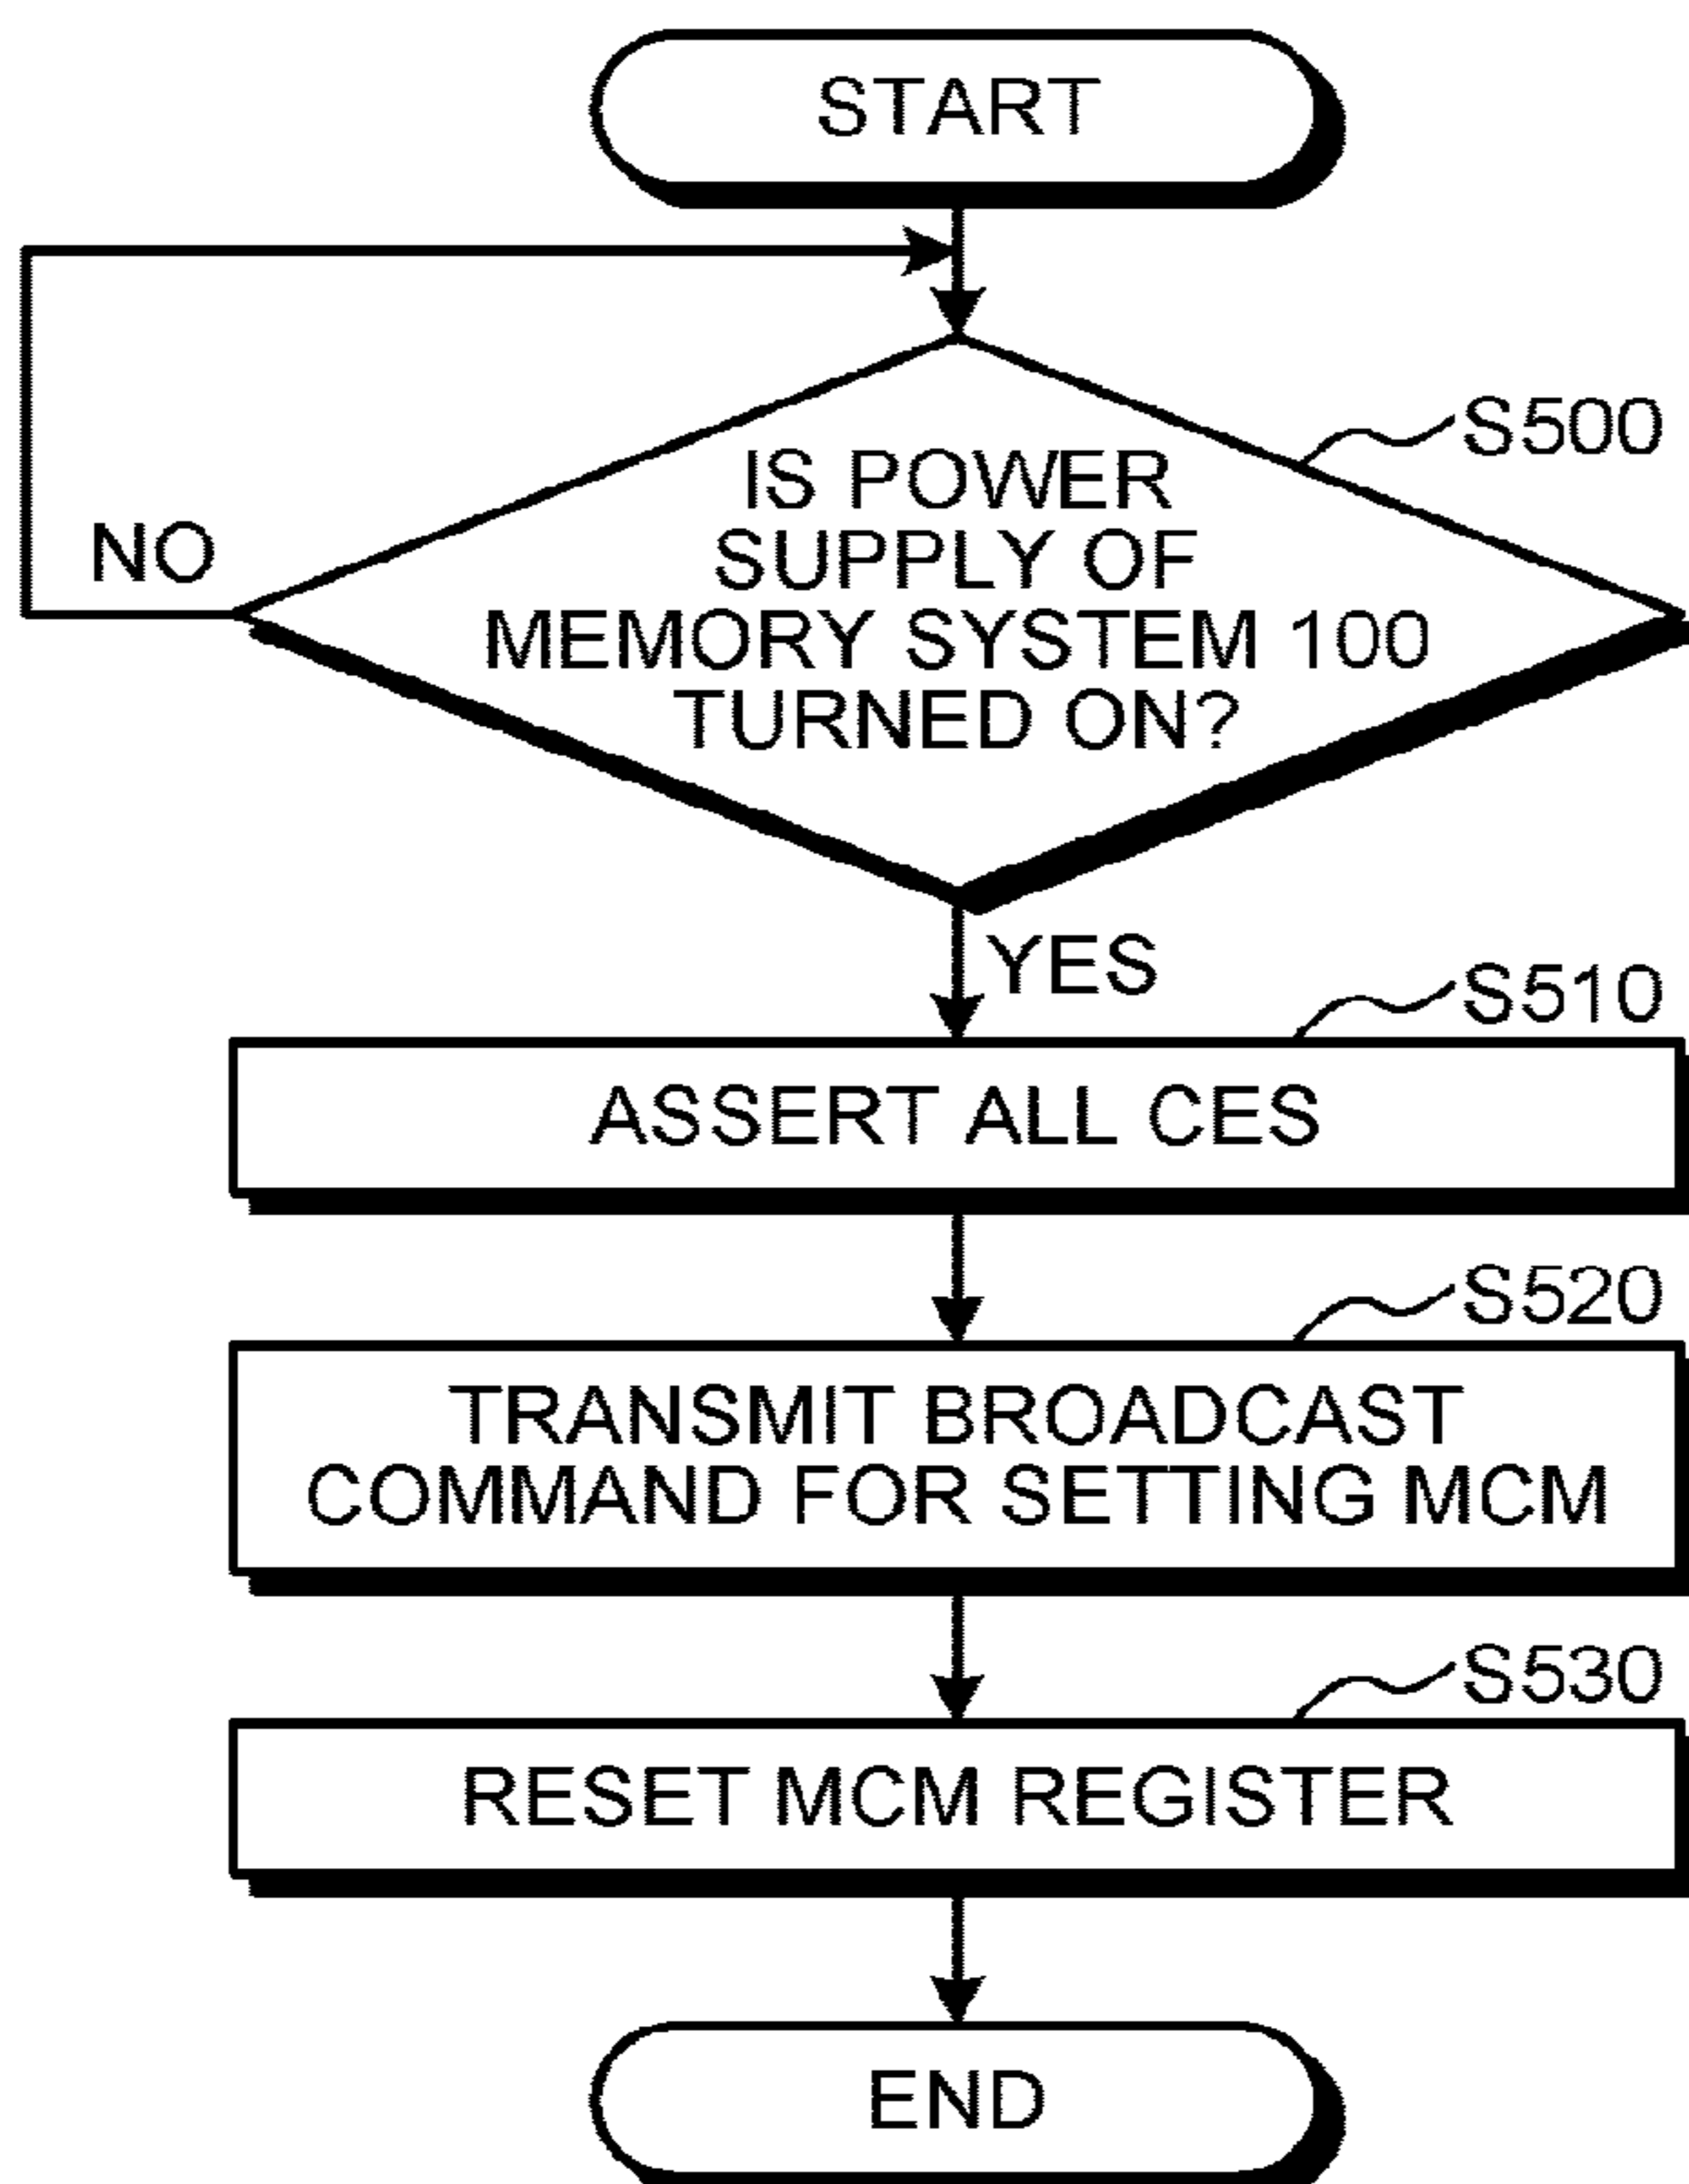 START
S500
IS POWER
SUPPLY OF
MEMORY SYSTEM 100
TURNED ON?
NO
YES
S510
ASSERT ALL CES
S520
TRANSMIT BROADCAST
COMMAND FOR SETTING MCM
S530
RESET MCM REGISTER
END